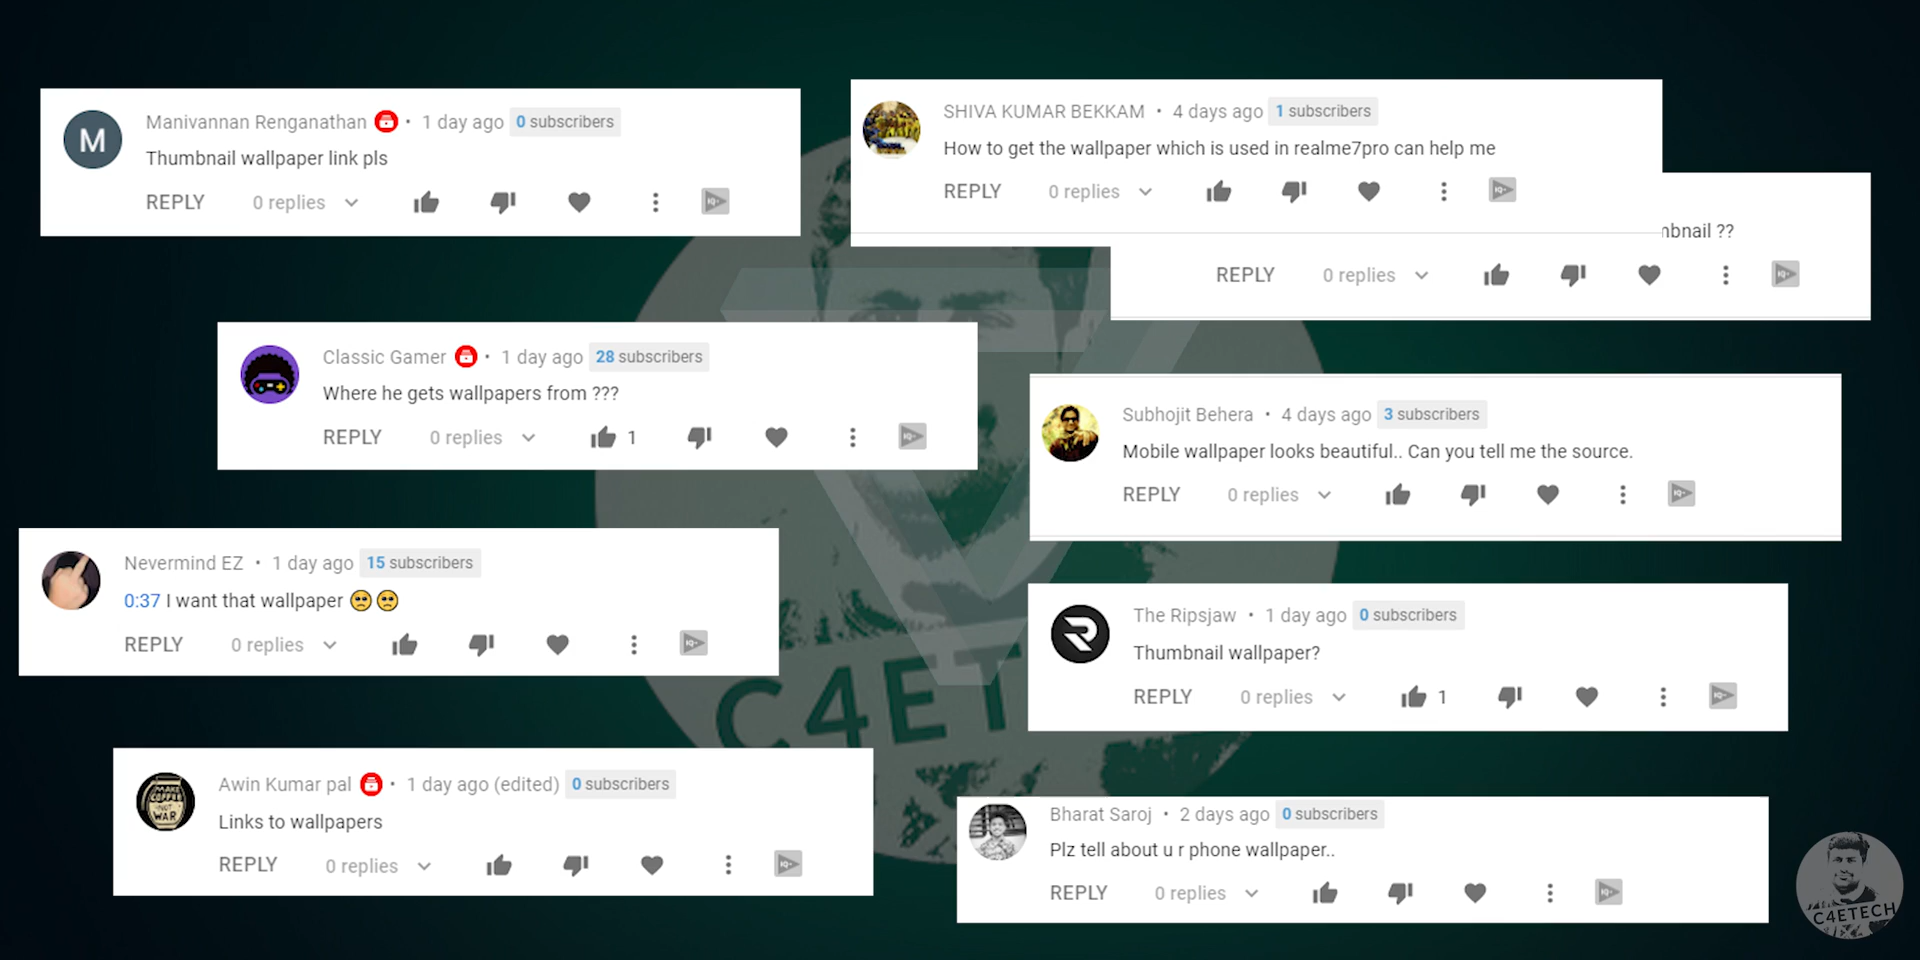 Manivannan Renganathan • 1 day ago 0 subscribers
Thumbnail wallpaper link pls
REPLY 0 replies
M
SHIVA KUMAR BEKKAM • 4 days ago 1 subscribers
How to get the wallpaper which is used in realme7pro can help me
REPLY 0 replies
mbnail ??
REPLY 0 replies
Classic Gamer • 1 day ago 28 subscribers
Where he gets wallpapers from ???
REPLY 0 replies 1
Subhojit Behera • 4 days ago 3 subscribers
Mobile wallpaper looks beautiful.. Can you tell me the source.
REPLY 0 replies
Nevermind EZ • 1 day ago 15 subscribers
0:37 I want that wallpaper 🥺🥺
REPLY 0 replies
The Ripsjaw • 1 day ago 0 subscribers
Thumbnail wallpaper?
REPLY 0 replies 1
C4ET
Awin Kumar pal • 1 day ago (edited) 0 subscribers
Links to wallpapers
REPLY 0 replies
MAKE
COFFEE
NOT
WAR
Bharat Saroj • 2 days ago 0 subscribers
Plz tell about u r phone wallpaper..
REPLY 0 replies
C4ETECH